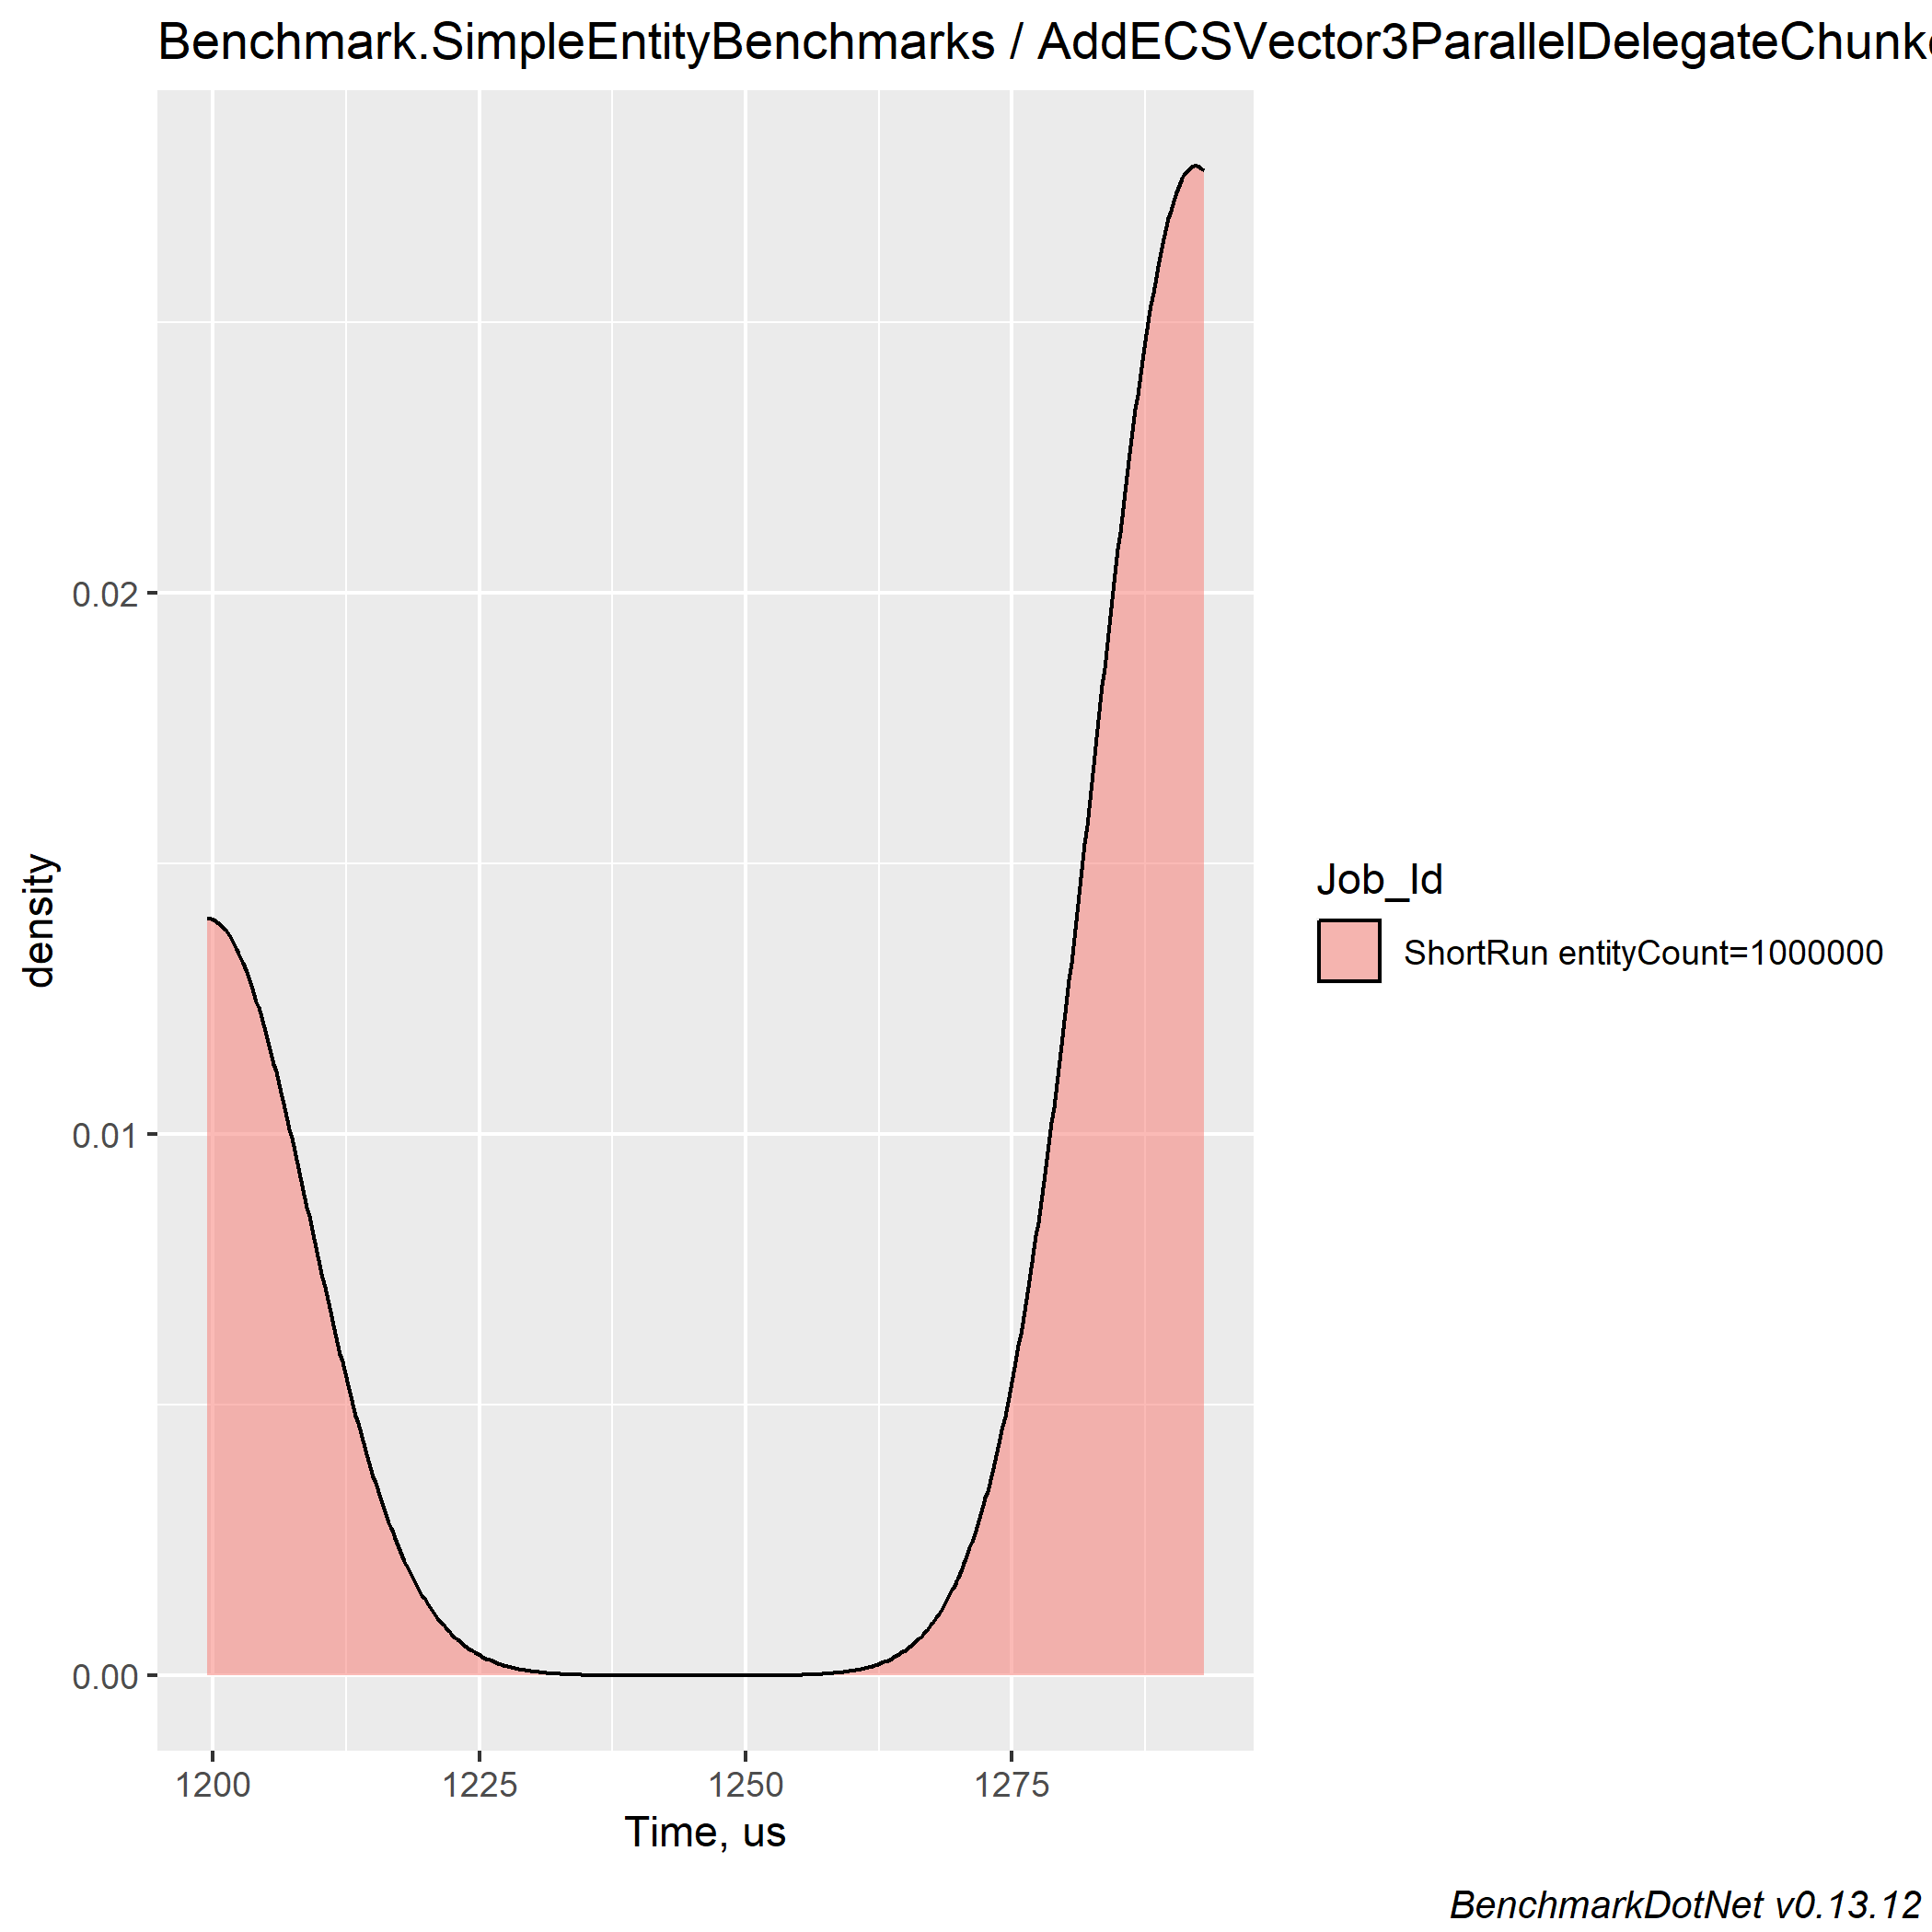 Benchmark.SimpleEntityBenchmarks / AddECSVector3ParallelDelegateChunk
density
0.02
0.01
0.00
1200 1225 1250 1275
Time, us
Job_Id
ShortRun entityCount=1000000
BenchmarkDotNet v0.13.12